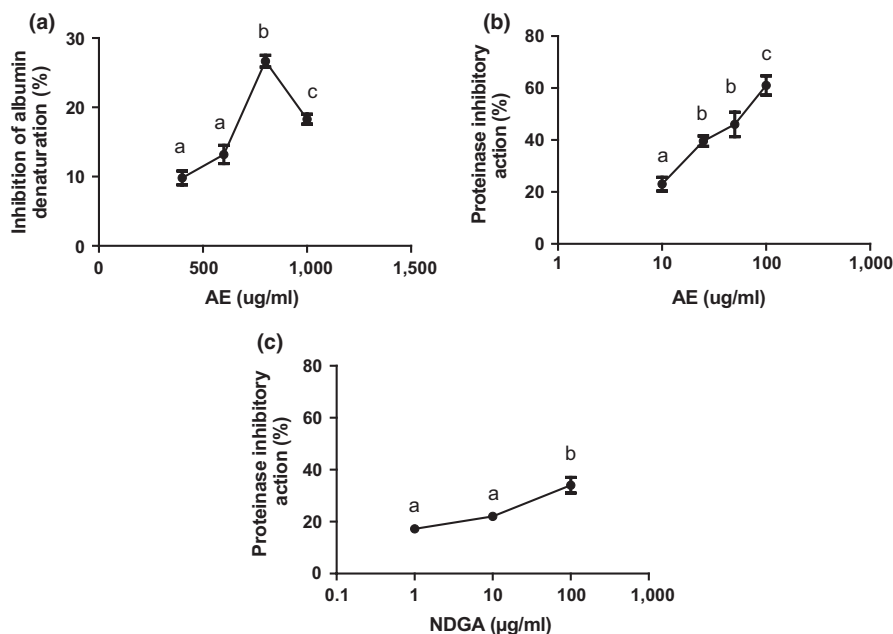 (a)
Inhibition of albumin
denaturation (%)
30
20
10
0
a
a
b
c
0
500
1,000
1,500
AE (ug/ml)
(b)
Proteinase inhibitory
action (%)
80
60
40
20
0
a
b
b
c
1
10
100
1,000
AE (ug/ml)
(c)
Proteinase inhibitory
action (%)
80
60
40
20
0
a
a
b
0.1
1
10
100
1,000
NDGA (µg/ml)